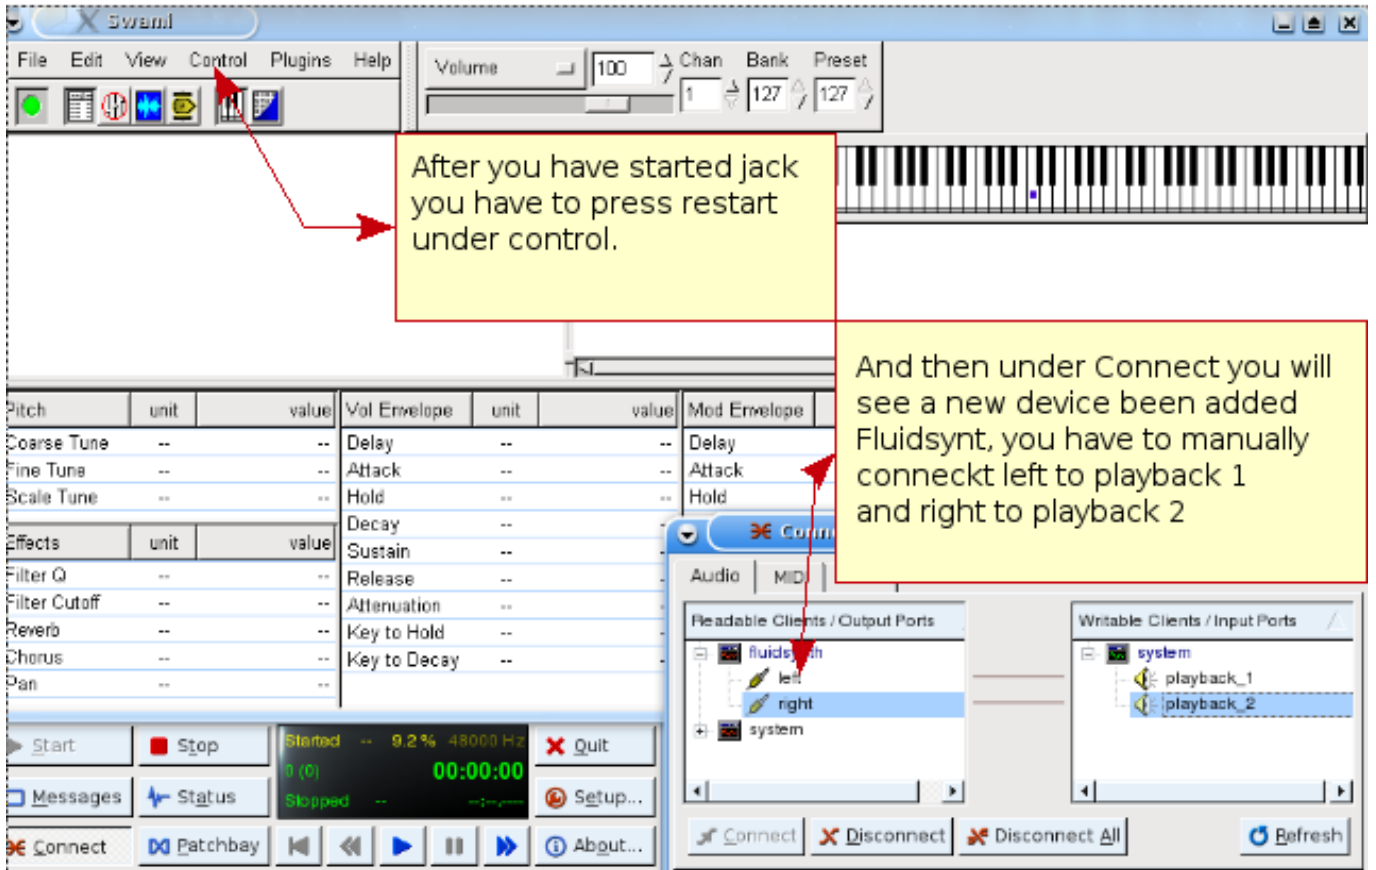 Swami
File Edit View Control Plugins Help
Volume 100 Chan Bank Preset
1 127 127
After you have started jack
you have to press restart
under control.
And then under Connect you will
see a new device been added
Fluidsynt, you have to manually
conneckt left to playback 1
and right to playback 2
Pitch unit value
Coarse Tune -- --
Fine Tune -- --
Scale Tune -- --
Effects unit value
Filter Q -- --
Filter Cutoff -- --
Reverb -- --
Chorus -- --
Pan -- --
Vol Envelope unit value
Delay -- --
Attack -- --
Hold -- --
Decay --
Sustain --
Release --
Attenuation --
Key to Hold --
Key to Decay --
Mod Envelope
Delay
Attack
Hold
Conn
Audio MIDI
Readable Clients / Output Ports
fluidsynth
left
right
system
Writable Clients / Input Ports
system
playback_1
playback_2
Connect Disconnect Disconnect All Refresh
Start Stop
Messages Status
Connect Patchbay
Started -- 9.2 % 48000 Hz
0 (0) 00:00:00
Stopped -- --:--.----
Quit
Setup...
About...